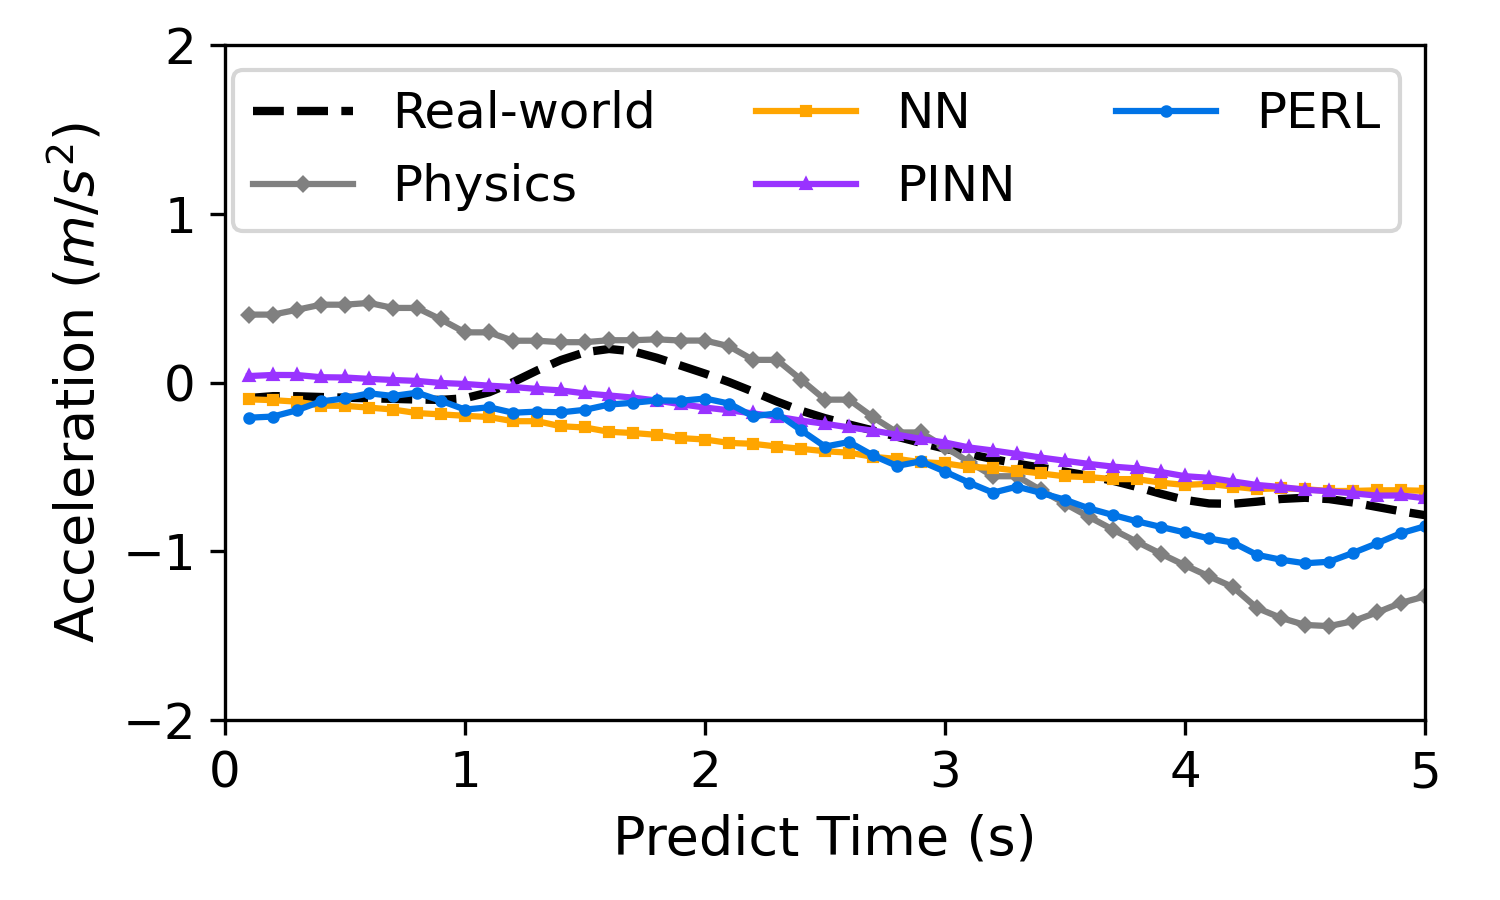 2
1
0
−1
−2
Acceleration (m/s²)
Real-world
Physics
NN
PINN
PERL
0 1 2 3 4 5
Predict Time (s)